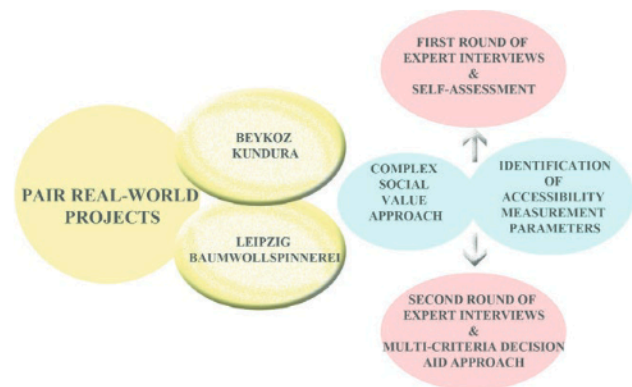 PAIR REAL-WORLD
PROJECTS
BEYKOZ
KUNDURA
LEIPZIG
BAUMWOLLSPINNEREI
FIRST ROUND OF
EXPERT INTERVIEWS
&
SELF-ASSESSMENT
COMPLEX
SOCIAL
VALUE
APPROACH
IDENTIFICATION
OF
ACCESSIBILITY
MEASUREMENT
PARAMETERS
SECOND ROUND OF
EXPERT INTERVIEWS
&
MULTI-CRITERIA DECISION
AID APPROACH